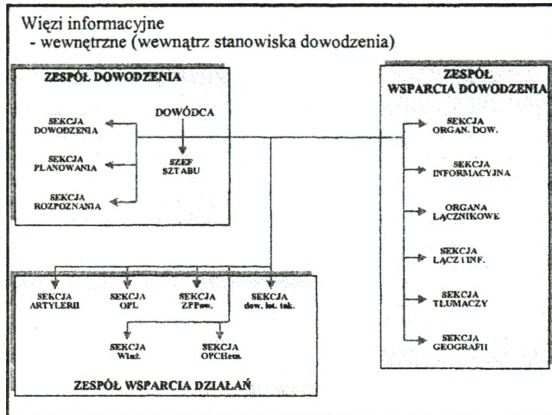 Więzi informacyjne
- wewnętrzne (wewnątrz stanowiska dowodzenia)
ZESPÓŁ DOWODZENIA
DOWÓDCA
SEKCJA
DOWODZENIA
SEKCJA
PLANOWANIA
SZEF
SZTABU
SEKCJA
ROZPOZNANIA
ZESPÓŁ
WSPARCIA DOWODZENIA
SEKCJA
ORGAN. DOW.
SEKCJA
INFORMACYJNA
ORGANA
ŁĄCZNIKOWE
SEKCJA
ŁĄCZ I INF.
SEKCJA
TŁUMACZY
SEKCJA
GEOGRAFII
SEKCJA
ARTYLERII
SEKCJA
OPL
SEKCJA
ZPPow.
SEKCJA
dow. lot. tak.
SEKCJA
WInż.
SEKCJA
OPCHem.
ZESPÓŁ WSPARCIA DZIAŁAŃ